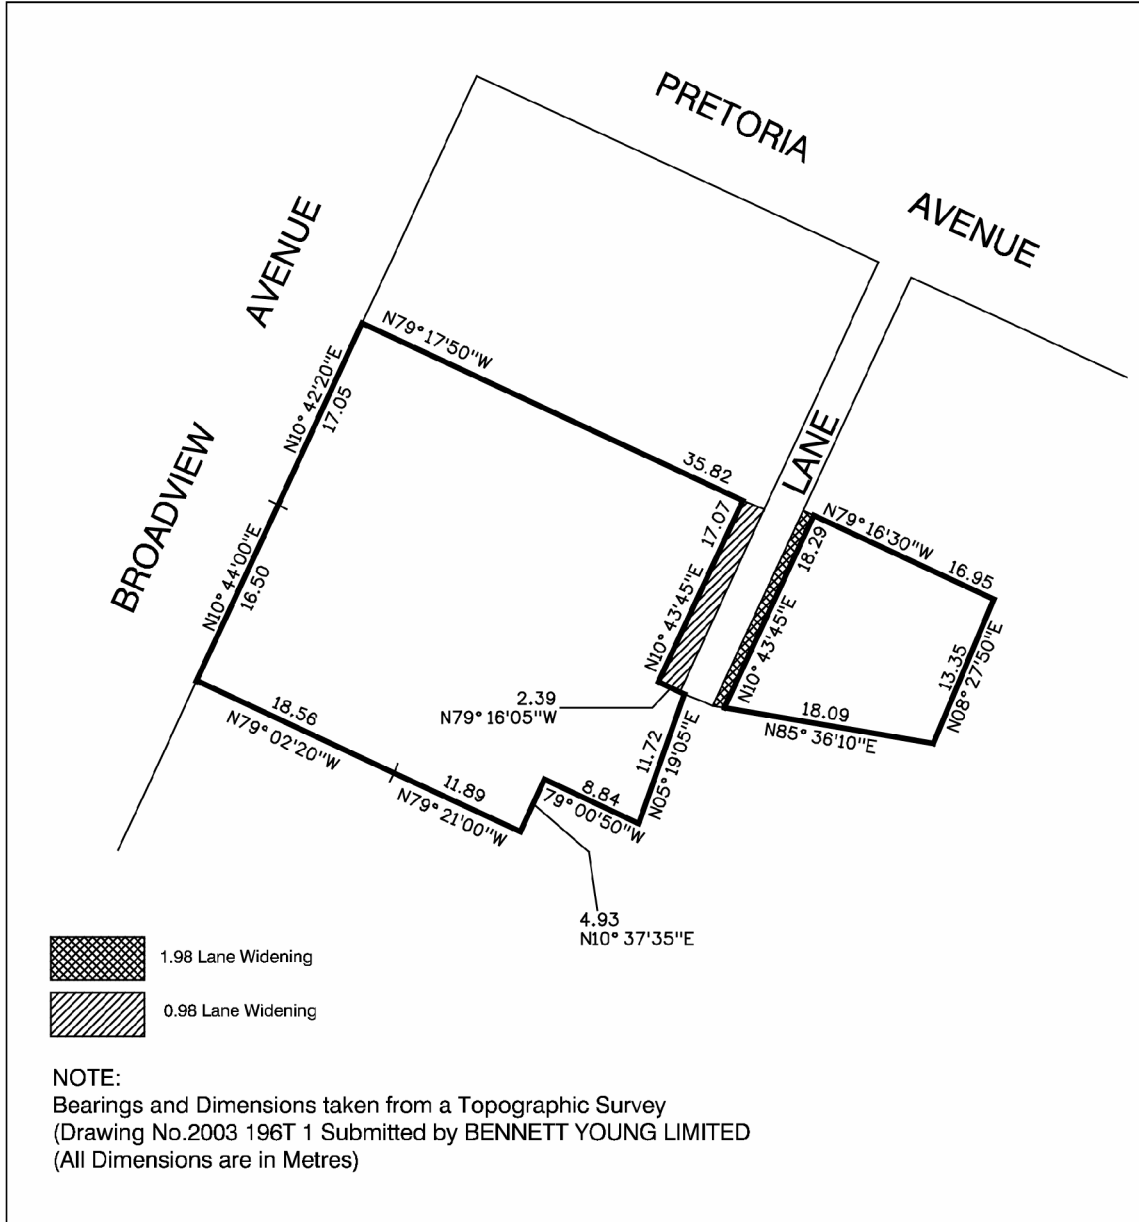 PRETORIA
AVENUE
AVENUE
BROADVIEW
LANE
N79° 17'50"W
35.82
N10° 42'20"E
17.05
N10° 44'00"E
16.50
17.07
N10° 43'45"E
18.29
N10° 43'45"E
N79° 16'30"W
16.95
13.35
N08° 27'50"E
18.09
N85° 36'10"E
2.39
N79° 16'05"W
11.72
N05° 19'05"E
8.84
79° 00'50"W
18.56
N79° 02'20"W
11.89
N79° 21'00"W
4.93
N10° 37'35"E
1.98 Lane Widening
0.98 Lane Widening
NOTE:
Bearings and Dimensions taken from a Topographic Survey
(Drawing No.2003 196T 1 Submitted by BENNETT YOUNG LIMITED
(All Dimensions are in Metres)